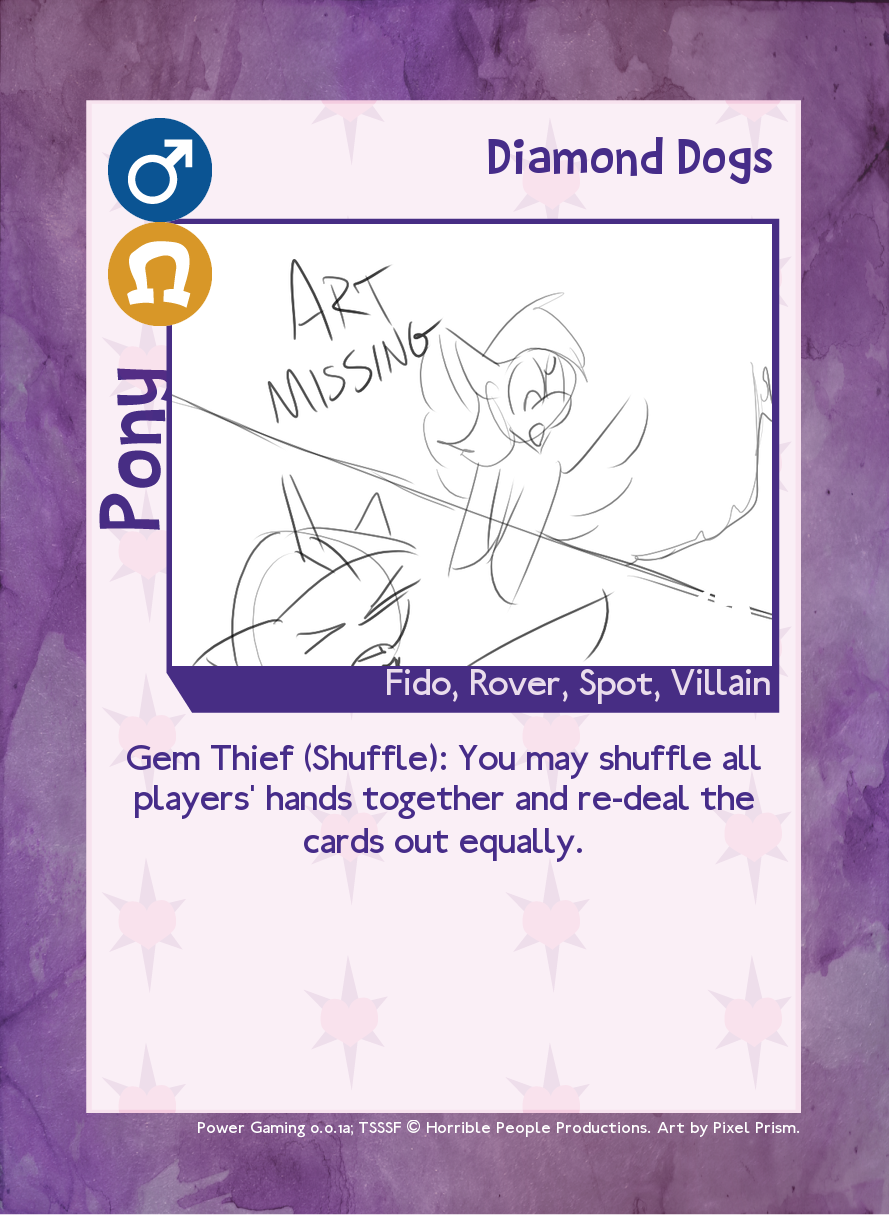 Diamond Dogs
ART
MISSING
Pony
Fido, Rover, Spot, Villain
Gem Thief (Shuffle): You may shuffle all
players' hands together and re-deal the
cards out equally.
Power Gaming 0.0.1a; TSSSF © Horrible People Productions. Art by Pixel Prism.